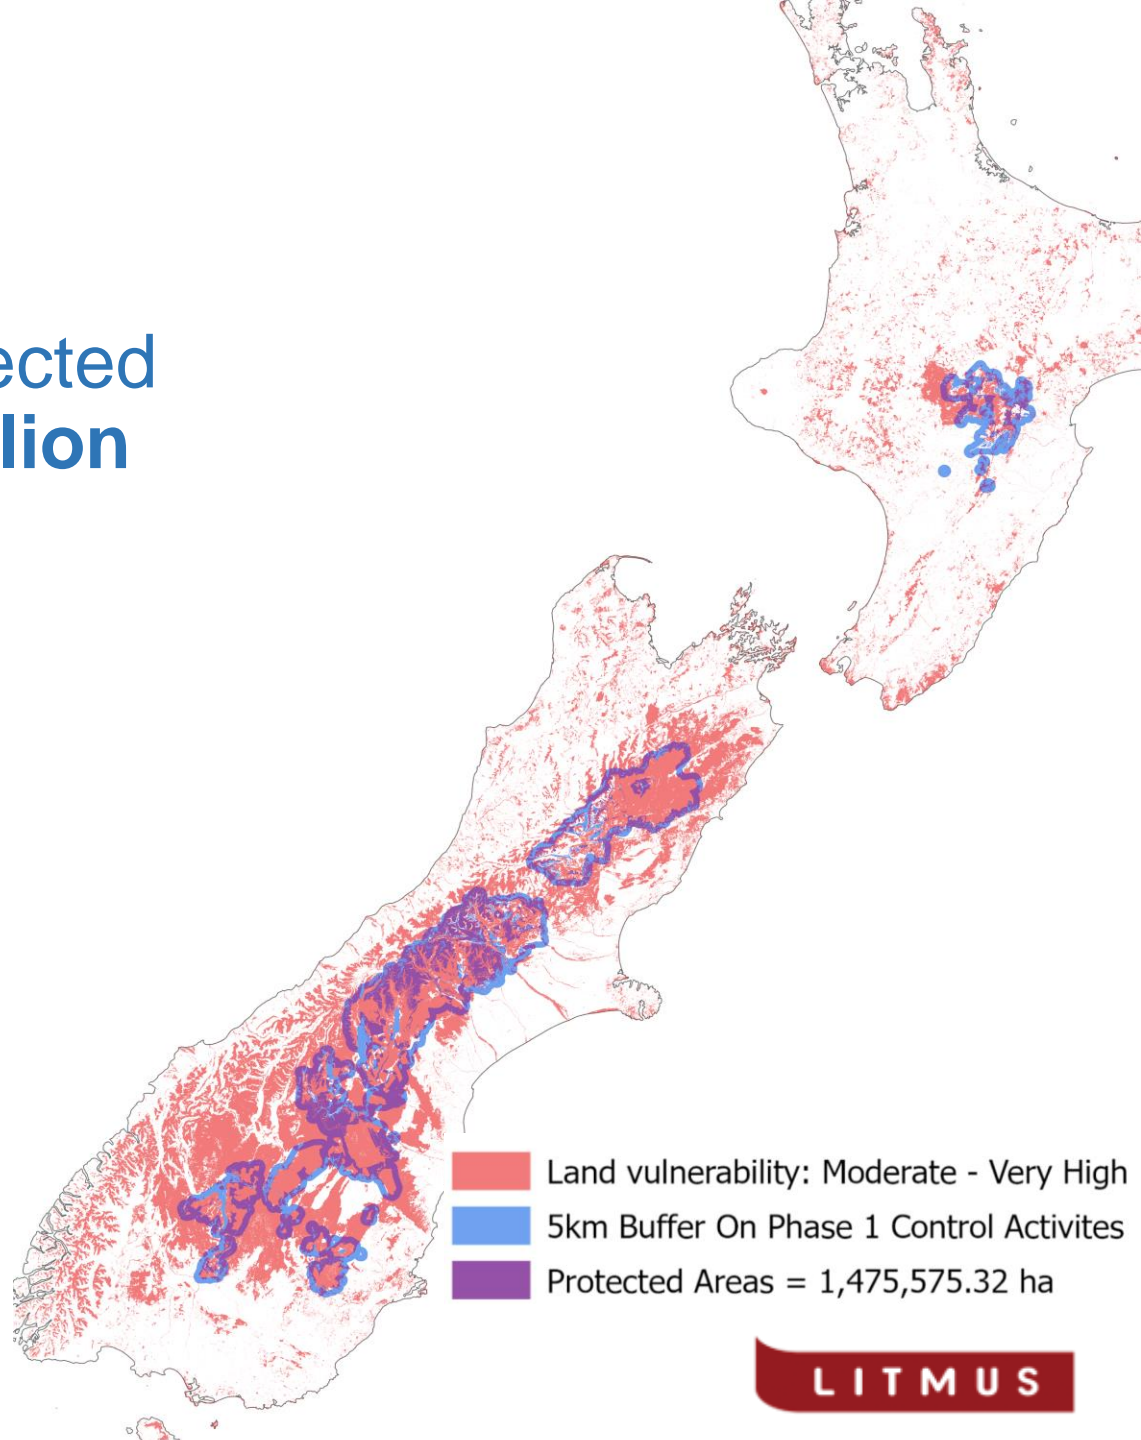 ected
lion
Land vulnerability: Moderate - Very High
5km Buffer On Phase 1 Control Activites
Protected Areas = 1,475,575.32 ha
LITMUS